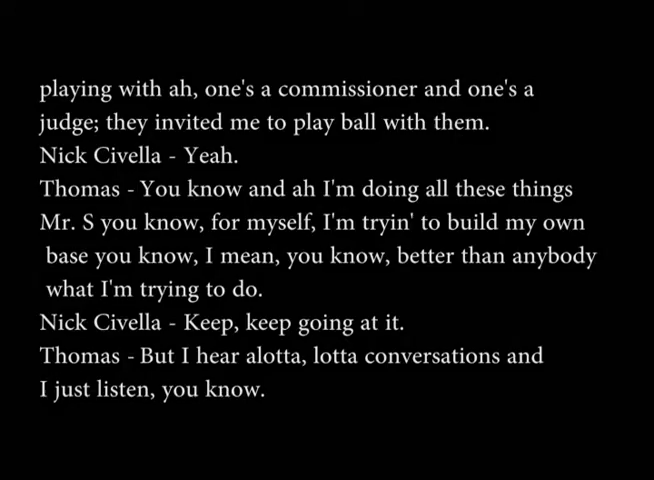 playing with ah, one's a commissioner and one's a
judge; they invited me to play ball with them.
Nick Civella - Yeah.
Thomas - You know and ah I'm doing all these things
Mr. S you know, for myself, I'm tryin' to build my own
base you know, I mean, you know, better than anybody
what I'm trying to do.
Nick Civella - Keep, keep going at it.
Thomas - But I hear alotta, lotta conversations and
I just listen, you know.